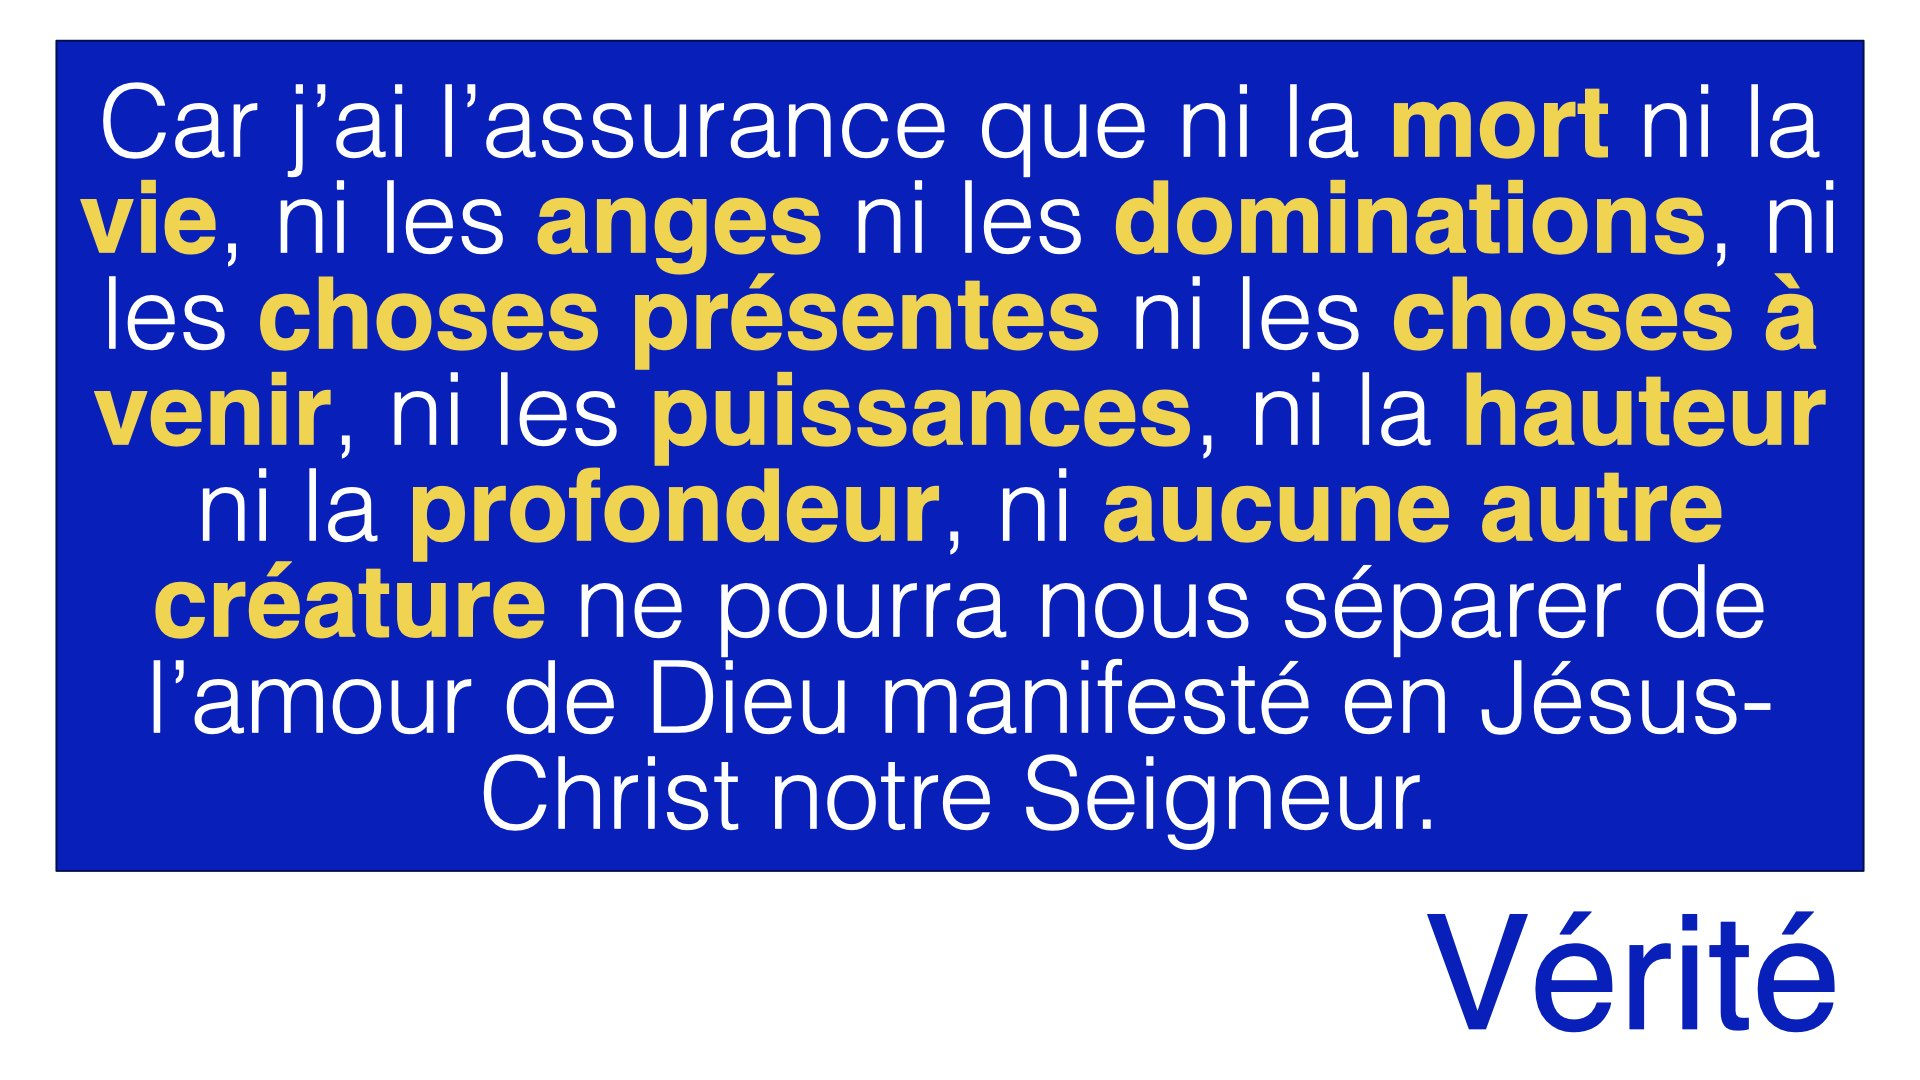 Car j’ai l’assurance que ni la mort ni la
vie, ni les anges ni les dominations, ni
les choses présentes ni les choses à
venir, ni les puissances, ni la hauteur
ni la profondeur, ni aucune autre
créature ne pourra nous séparer de
l’amour de Dieu manifesté en Jésus-
Christ notre Seigneur.
Vérité